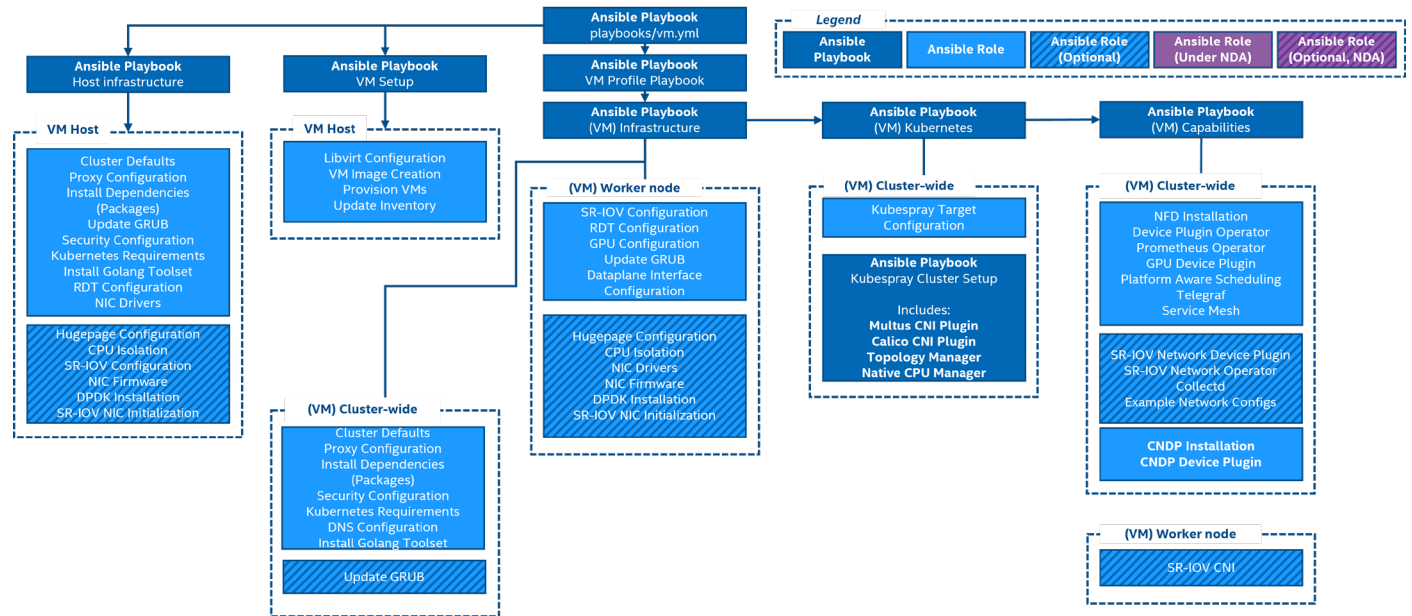 Ansible Playbook
playbooks/vm.yml
Legend
Ansible
Playbook
Ansible Role
Ansible Role
(Optional)
Ansible Role
(Under NDA)
Ansible Role
(Optional, NDA)
Ansible Playbook
Host infrastructure
Ansible Playbook
VM Setup
Ansible Playbook
VM Profile Playbook
Ansible Playbook
(VM) Infrastructure
Ansible Playbook
(VM) Kubernetes
Ansible Playbook
(VM) Capabilities
VM Host
Cluster Defaults
Proxy Configuration
Install Dependencies
(Packages)
Update GRUB
Security Configuration
Kubernetes Requirements
Install Golang Toolset
RDT Configuration
NIC Drivers
Hugepage Configuration
CPU Isolation
SR-IOV Configuration
NIC Firmware
DPDK Installation
SR-IOV NIC Initialization
VM Host
Libvirt Configuration
VM Image Creation
Provision VMs
Update Inventory
(VM) Cluster-wide
Cluster Defaults
Proxy Configuration
Install Dependencies
(Packages)
Security Configuration
Kubernetes Requirements
DNS Configuration
Install Golang Toolset
Update GRUB
(VM) Worker node
SR-IOV Configuration
RDT Configuration
GPU Configuration
Update GRUB
Dataplane Interface
Configuration
Hugepage Configuration
CPU Isolation
NIC Drivers
NIC Firmware
DPDK Installation
SR-IOV NIC Initialization
(VM) Cluster-wide
Kubespray Target
Configuration
Ansible Playbook
Kubespray Cluster Setup
Includes:
Multus CNI Plugin
Calico CNI Plugin
Topology Manager
Native CPU Manager
(VM) Cluster-wide
NFD Installation
Device Plugin Operator
Prometheus Operator
GPU Device Plugin
Platform Aware Scheduling
Telegraf
Service Mesh
SR-IOV Network Device Plugin
SR-IOV Network Operator
Collectd
Example Network Configs
CNDP Installation
CNDP Device Plugin
(VM) Worker node
SR-IOV CNI